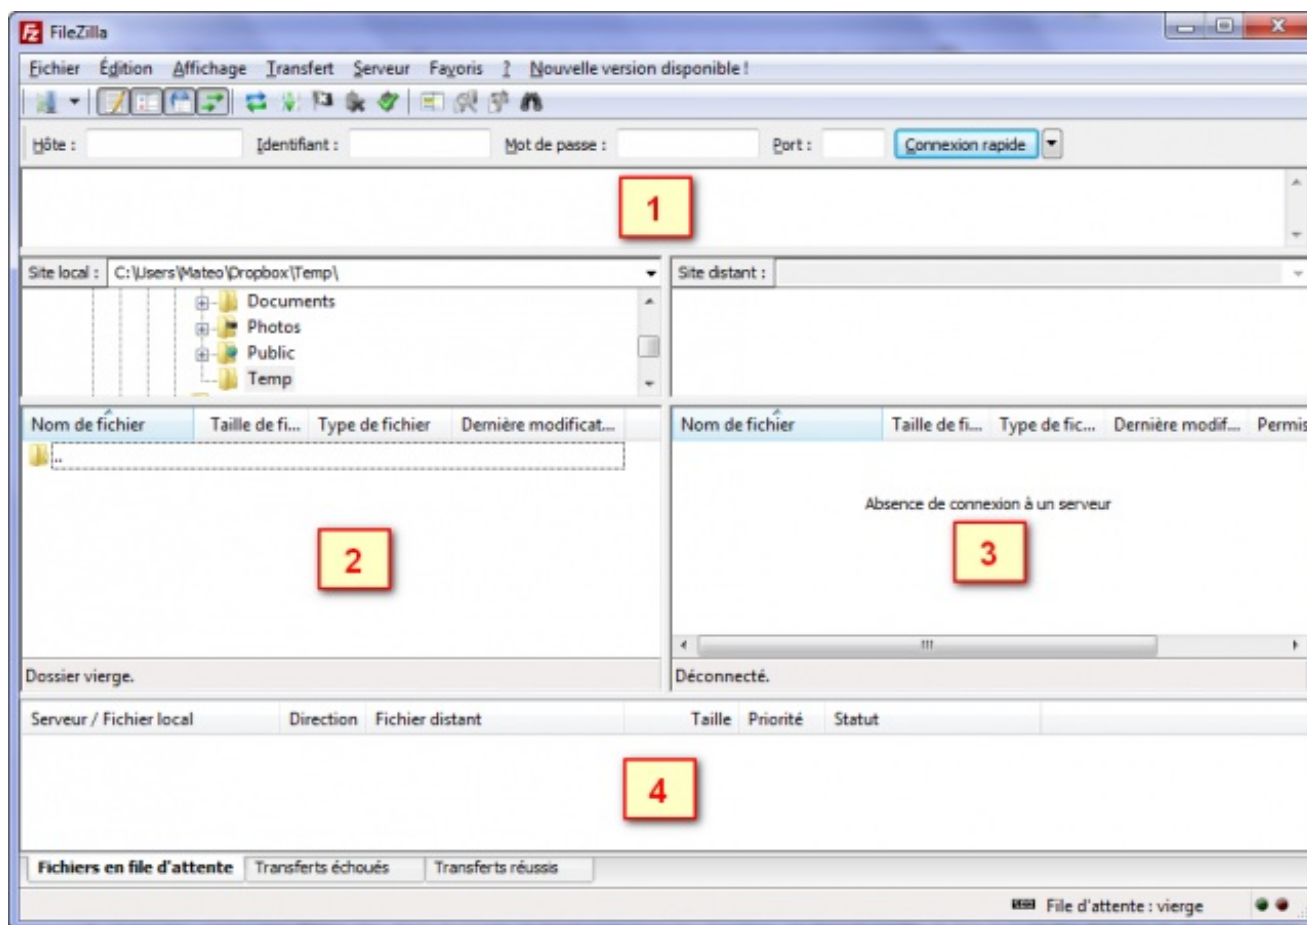 FileZilla
Fichier Édition Affichage Transfert Serveur Favoris ? Nouvelle version disponible !
Hôte : Identifiant : Mot de passe : Port : Connexion rapide
1
Site local : C:\Users\Mateo\Dropbox\Temp\
Documents
Photos
Public
Temp
Site distant :
Nom de fichier Taille de fi... Type de fichier Dernière modificat...
..
2
Dossier vierge.
Nom de fichier Taille de fi... Type de fic... Dernière modif... Permis
Absence de connexion à un serveur
3
Déconnecté.
Serveur / Fichier local Direction Fichier distant Taille Priorité Statut
4
Fichiers en file d'attente Transferts échoués Transferts réussis
File d'attente : vierge